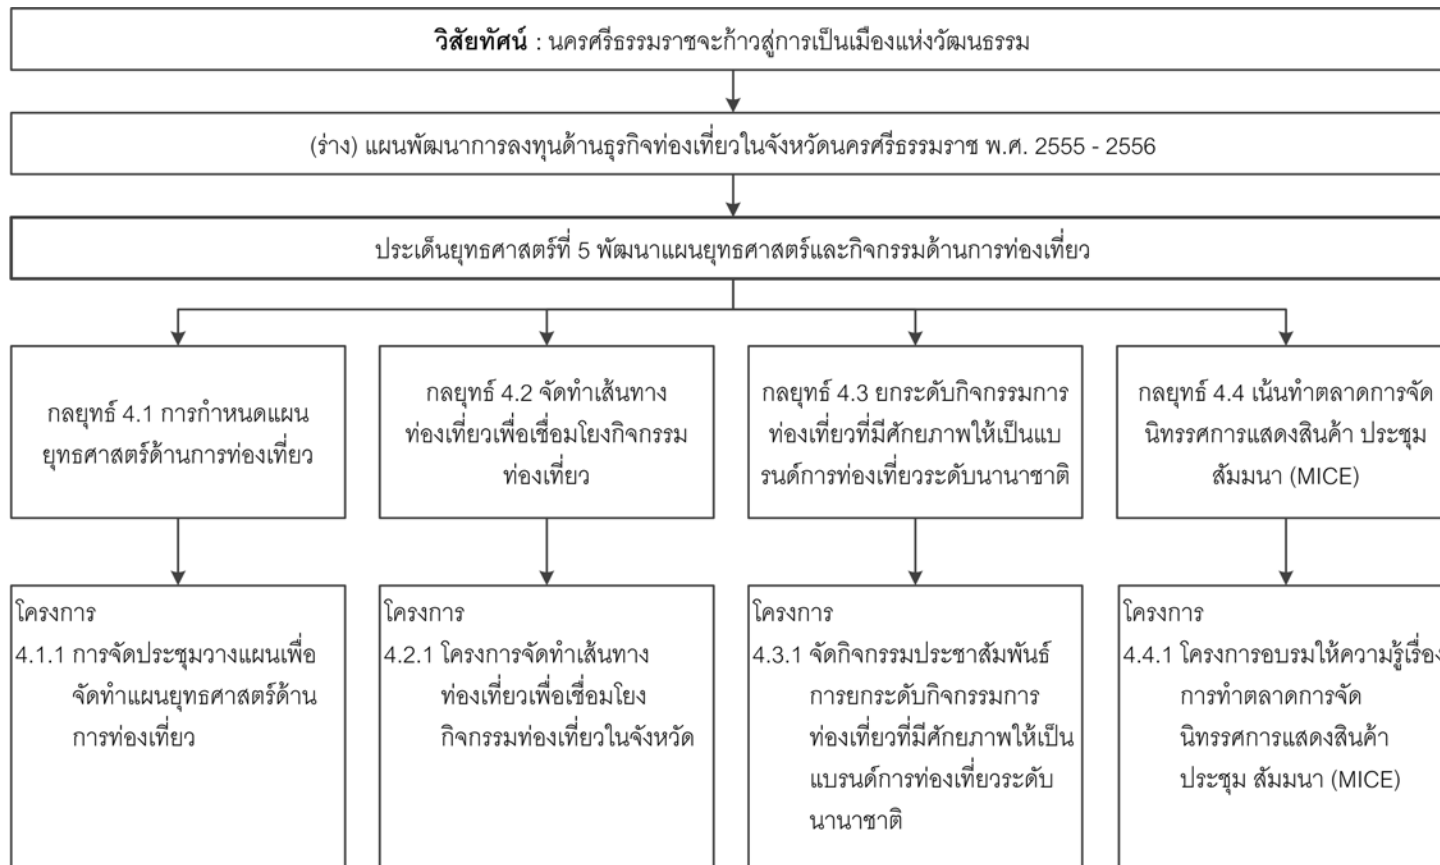 วิสัยทัศน์ : นครศรีธรรมราชจะก้าวสู่การเป็นเมืองแห่งวัฒนธรรม
(ร่าง) แผนพัฒนาการลงทุนด้านธุรกิจท่องเที่ยวในจังหวัดนครศรีธรรมราช พ.ศ. 2555 - 2556
ประเด็นยุทธศาสตร์ที่ 5 พัฒนาแผนยุทธศาสตร์และกิจกรรมด้านการท่องเที่ยว
กลยุทธ์ 4.1 การกำหนดแผน
ยุทธศาสตร์ด้านการท่องเที่ยว
กลยุทธ์ 4.2 จัดทำเส้นทาง
ท่องเที่ยวเพื่อเชื่อมโยงกิจกรรม
ท่องเที่ยว
กลยุทธ์ 4.3 ยกระดับกิจกรรมการ
ท่องเที่ยวที่มีศักยภาพให้เป็นแบ
รนด์การท่องเที่ยวระดับนานาชาติ
กลยุทธ์ 4.4 เน้นทำตลาดการจัด
นิทรรศการแสดงสินค้า ประชุม
สัมมนา (MICE)
โครงการ
4.1.1 การจัดประชุมวางแผนเพื่อ
จัดทำแผนยุทธศาสตร์ด้าน
การท่องเที่ยว
โครงการ
4.2.1 โครงการจัดทำเส้นทาง
ท่องเที่ยวเพื่อเชื่อมโยง
กิจกรรมท่องเที่ยวในจังหวัด
โครงการ
4.3.1 จัดกิจกรรมประชาสัมพันธ์
การยกระดับกิจกรรมการ
ท่องเที่ยวที่มีศักยภาพให้เป็น
แบรนด์การท่องเที่ยวระดับ
นานาชาติ
โครงการ
4.4.1 โครงการอบรมให้ความรู้เรื่อง
การทำตลาดการจัด
นิทรรศการแสดงสินค้า
ประชุม สัมมนา (MICE)